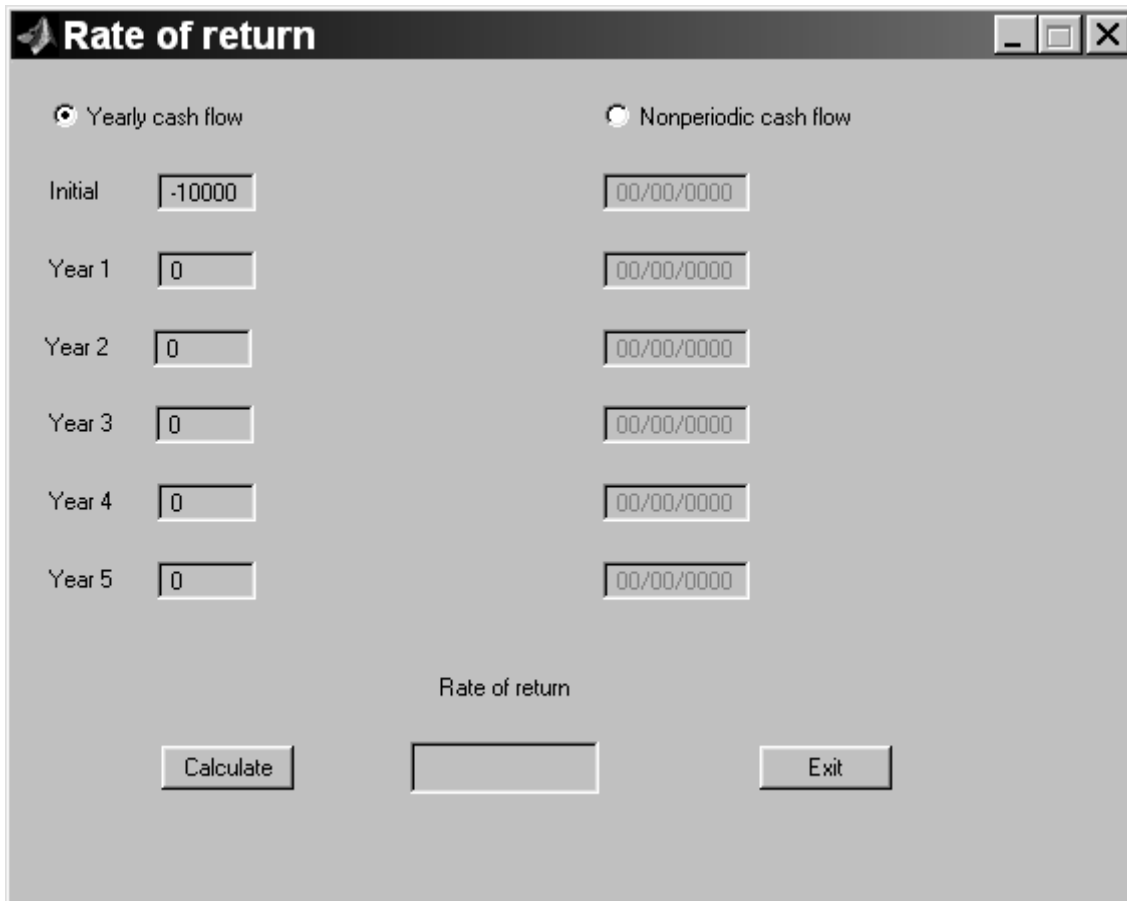 Rate of return
Yearly cash flow Nonperiodic cash flow
Initial -10000 00/00/0000
Year 1 0 00/00/0000
Year 2 0 00/00/0000
Year 3 0 00/00/0000
Year 4 0 00/00/0000
Year 5 0 00/00/0000
Rate of return
Calculate Exit